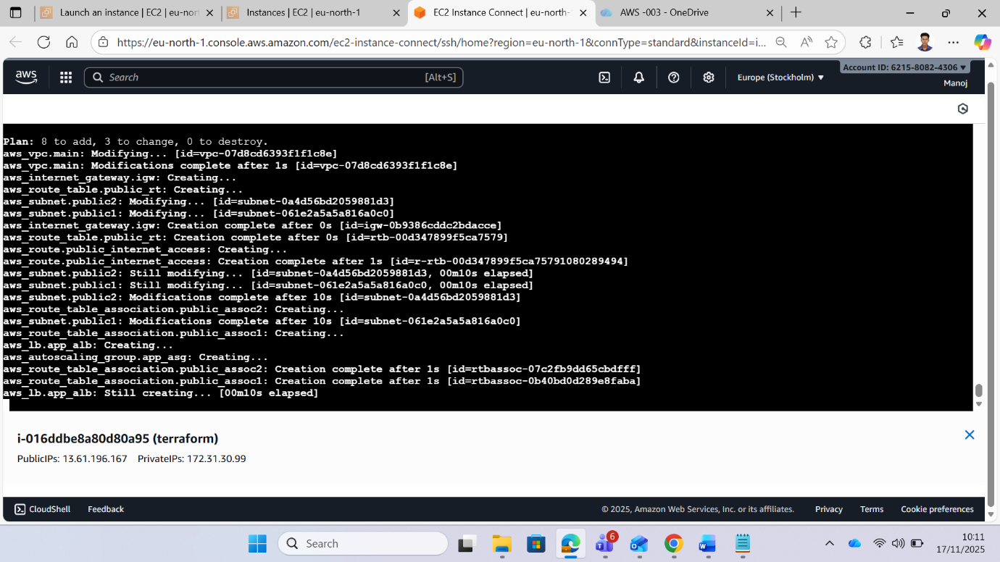 Launch an instance | EC2 | eu-nort
Instances | EC2 | eu-north-1
EC2 Instance Connect | eu-north-
AWS -003 - OneDrive
https://eu-north-1.console.aws.amazon.com/ec2-instance-connect/ssh/home?region=eu-north-1&connType=standard&instanceId=i...
aws
Search
[Alt+S]
Europe (Stockholm) ▼
Account ID: 6215-8082-4306 ▼
Manoj
Plan: 8 to add, 3 to change, 0 to destroy.
aws_vpc.main: Modifying... [id=vpc-07d8cd6393f1f1c8e]
aws_vpc.main: Modifications complete after 1s [id=vpc-07d8cd6393f1f1c8e]
aws_internet_gateway.igw: Creating...
aws_route_table.public_rt: Creating...
aws_subnet.public2: Modifying... [id=subnet-0a4d56bd2059881d3]
aws_subnet.public1: Modifying... [id=subnet-061e2a5a5a816a0c0]
aws_internet_gateway.igw: Creation complete after 0s [id=igw-0b9386cddc2bdacce]
aws_route_table.public_rt: Creation complete after 0s [id=rtb-00d347899f5ca7579]
aws_route.public_internet_access: Creating...
aws_route.public_internet_access: Creation complete after 1s [id=r-rtb-00d347899f5ca75791080289494]
aws_subnet.public2: Still modifying... [id=subnet-0a4d56bd2059881d3, 00m10s elapsed]
aws_subnet.public1: Still modifying... [id=subnet-061e2a5a5a816a0c0, 00m10s elapsed]
aws_subnet.public2: Modifications complete after 10s [id=subnet-0a4d56bd2059881d3]
aws_route_table_association.public_assoc2: Creating...
aws_subnet.public1: Modifications complete after 10s [id=subnet-061e2a5a5a816a0c0]
aws_route_table_association.public_assoc1: Creating...
aws_lb.app_alb: Creating...
aws_autoscaling_group.app_asg: Creating...
aws_route_table_association.public_assoc2: Creation complete after 1s [id=rtbassoc-07c2fb9dd65cbdfff]
aws_route_table_association.public_assoc1: Creation complete after 1s [id=rtbassoc-0b40bd0d289e8faba]
aws_lb.app_alb: Still creating... [00m10s elapsed]
i-016ddbe8a80d80a95 (terraform)
PublicIPs: 13.61.196.167 PrivateIPs: 172.31.30.99
CloudShell
Feedback
© 2025, Amazon Web Services, Inc. or its affiliates.
Privacy
Terms
Cookie preferences
Search
6
10:11
17/11/2025